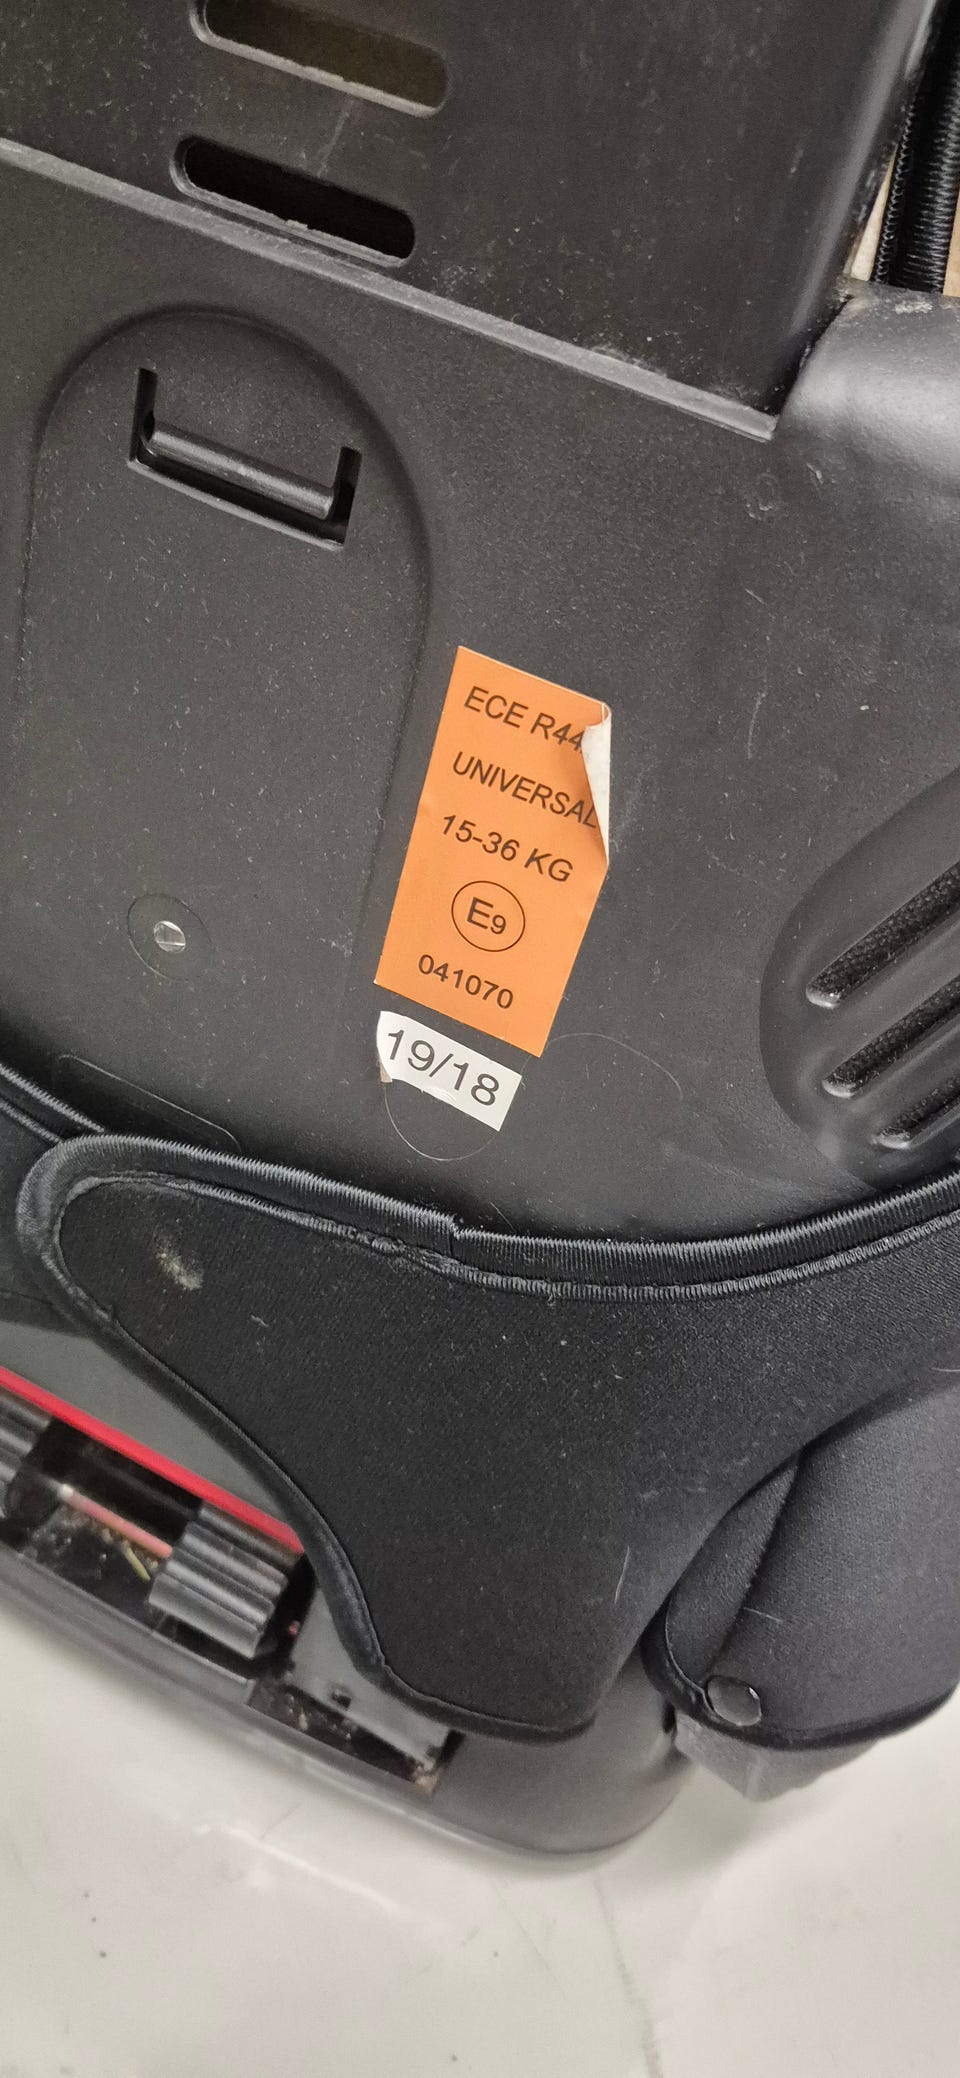 ECE R44
UNIVERSAL
15-36 KG
E9
041070
19/18